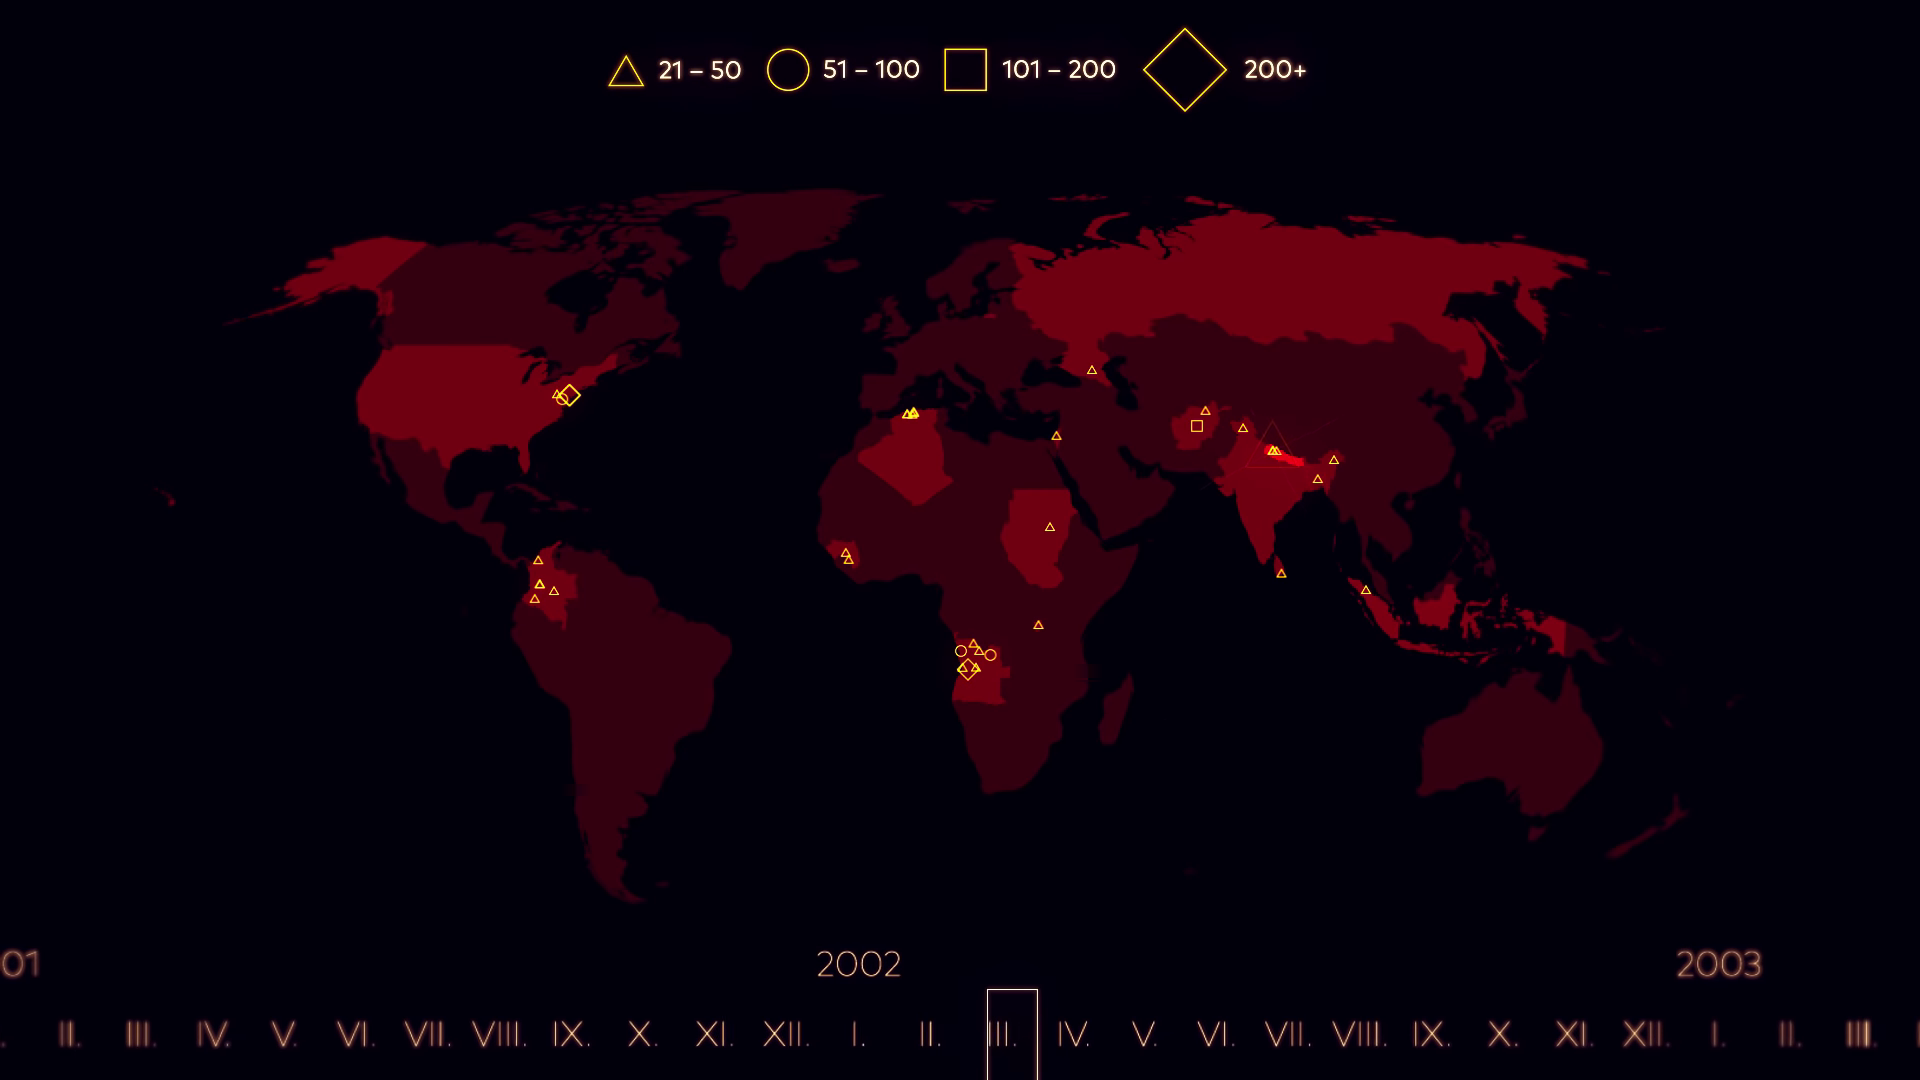 21 – 50 51 – 100 101 – 200 200+
01 2002 2003
II. III. IV. V. VI. VII. VIII. IX. X. XI. XII. I. II. III. IV. V. VI. VII. VIII. IX. X. XI. XII. I. II. III.